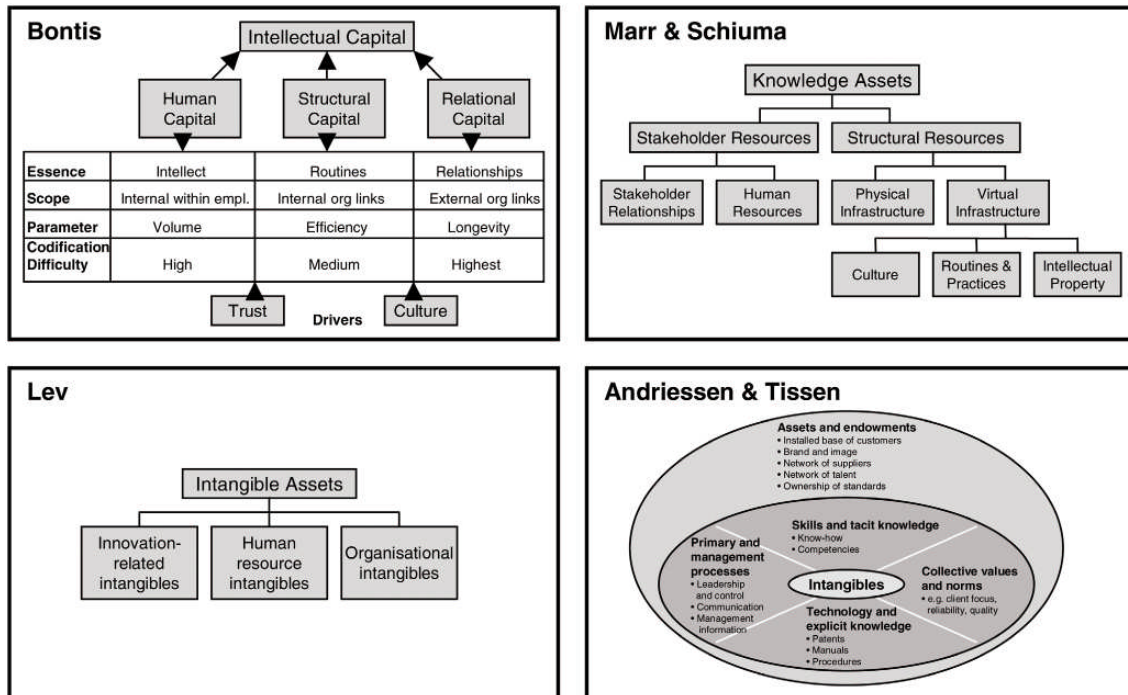 Bontis
Intellectual Capital
Human
Capital
Structural
Capital
Relational
Capital
Essence Intellect Routines Relationships
Scope Internal within empl. Internal org links External org links
Parameter Volume Efficiency Longevity
Codification
Difficulty High Medium Highest
Trust
Drivers
Culture
Marr & Schiuma
Knowledge Assets
Stakeholder Resources
Structural Resources
Stakeholder
Relationships
Human
Resources
Physical
Infrastructure
Virtual
Infrastructure
Culture
Routines &
Practices
Intellectual
Property
Lev
Intangible Assets
Innovation-
related
intangibles
Human
resource
intangibles
Organisational
intangibles
Andriessen & Tissen
Assets and endowments
• Installed base of customers
• Brand and image
• Network of suppliers
• Network of talent
• Ownership of standards
Skills and tacit knowledge
• Know-how
• Competencies
Primary and
management
processes
• Leadership
and control
• Communication
• Management
information
Intangibles
Collective values
and norms
• e.g. client focus,
reliability, quality
Technology and
explicit knowledge
• Patents
• Manuals
• Procedures